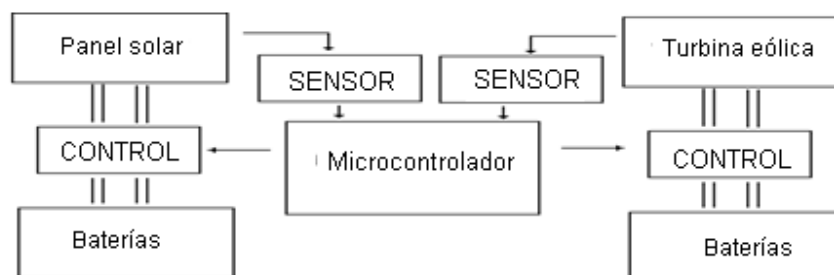 Panel solar
Turbina eólica
SENSOR
SENSOR
CONTROL
Microcontrolador
CONTROL
Baterías
Baterías